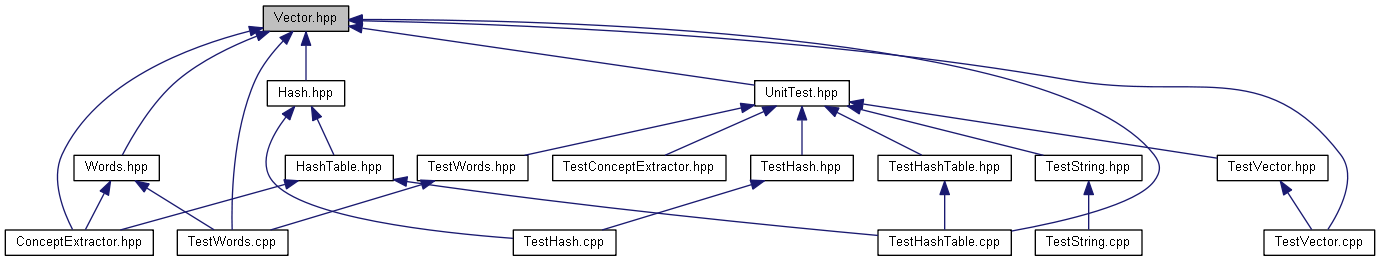 Vector.hpp
Hash.hpp
UnitTest.hpp
Words.hpp
HashTable.hpp
TestWords.hpp
TestConceptExtractor.hpp
TestHash.hpp
TestHashTable.hpp
TestString.hpp
TestVector.hpp
ConceptExtractor.hpp
TestWords.cpp
TestHash.cpp
TestHashTable.cpp
TestString.cpp
TestVector.cpp